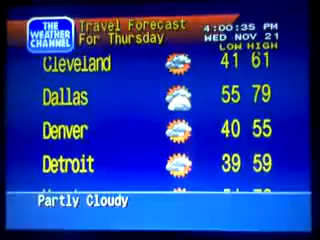 THE WEATHER CHANNEL
Travel Forecast
For Thursday
4:00:35 PM
WED NOV 21
LOW HIGH
Cleveland 41 61
Dallas 55 79
Denver 40 55
Detroit 39 59
Partly Cloudy